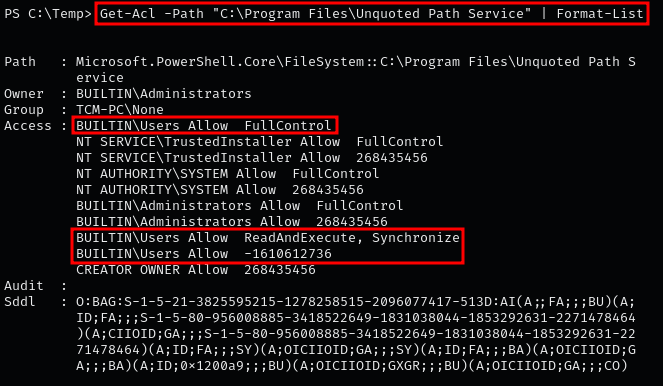 PS C:\Temp> Get-Acl -Path "C:\Program Files\Unquoted Path Service" | Format-List
Path   : Microsoft.PowerShell.Core\FileSystem::C:\Program Files\Unquoted Path S
         ervice
Owner  : BUILTIN\Administrators
Group  : TCM-PC\None
Access : BUILTIN\Users Allow  FullControl
         NT SERVICE\TrustedInstaller Allow  FullControl
         NT SERVICE\TrustedInstaller Allow  268435456
         NT AUTHORITY\SYSTEM Allow  FullControl
         NT AUTHORITY\SYSTEM Allow  268435456
         BUILTIN\Administrators Allow  FullControl
         BUILTIN\Administrators Allow  268435456
         BUILTIN\Users Allow  ReadAndExecute, Synchronize
         BUILTIN\Users Allow  -1610612736
         CREATOR OWNER Allow  268435456
Audit  :
Sddl   : O:BAG:S-1-5-21-3825595215-1278258515-2096077417-513D:AI(A;;FA;;;BU)(A;
         ID;FA;;;S-1-5-80-956008885-3418522649-1831038044-1853292631-2271478464
         )(A;CIIOID;GA;;;S-1-5-80-956008885-3418522649-1831038044-1853292631-22
         71478464)(A;ID;FA;;;SY)(A;OICIIOID;GA;;;SY)(A;ID;FA;;;BA)(A;OICIIOID;G
         A;;;BA)(A;ID;0×1200a9;;;BU)(A;OICIIOID;GXGR;;;BU)(A;OICIIOID;GA;;;CO)